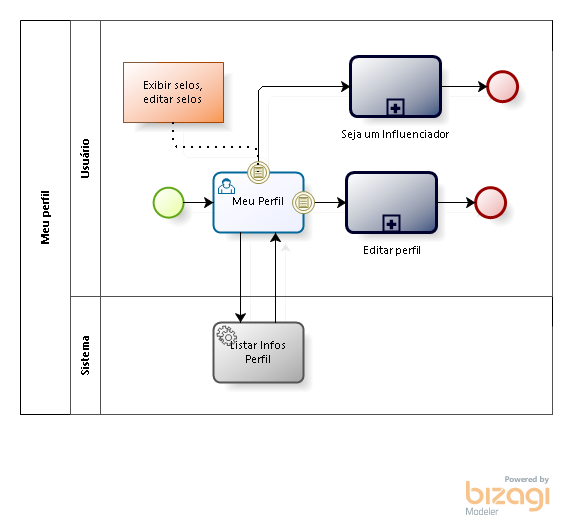 Meu perfil
Usuário
Exibir selos,
editar selos
Seja um Influenciador
Meu Perfil
Editar perfil
Sistema
Listar Infos
Perfil
Powered by
bizagi
Modeler